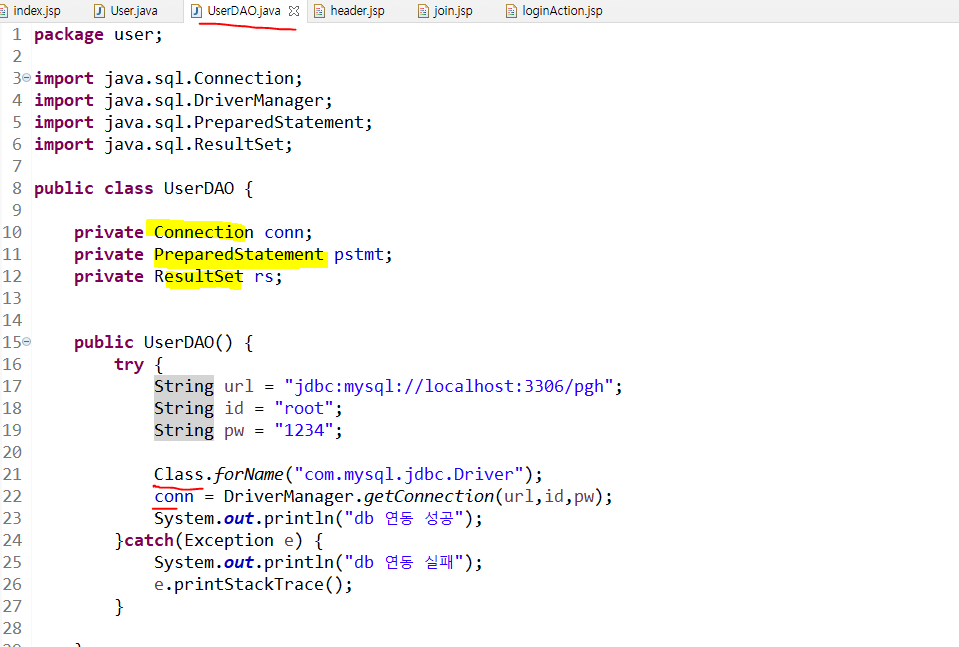 index.jsp User.java UserDAO.java header.jsp join.jsp loginAction.jsp
1 package user;
2
3 import java.sql.Connection;
4 import java.sql.DriverManager;
5 import java.sql.PreparedStatement;
6 import java.sql.ResultSet;
7
8 public class UserDAO {
9
10 private Connection conn;
11 private PreparedStatement pstmt;
12 private ResultSet rs;
13
14
15 public UserDAO() {
16 try {
17 String url = "jdbc:mysql://localhost:3306/pgh";
18 String id = "root";
19 String pw = "1234";
20
21 Class.forName("com.mysql.jdbc.Driver");
22 conn = DriverManager.getConnection(url,id,pw);
23 System.out.println("db 연동 성공");
24 }catch(Exception e) {
25 System.out.println("db 연동 실패");
26 e.printStackTrace();
27 }
28